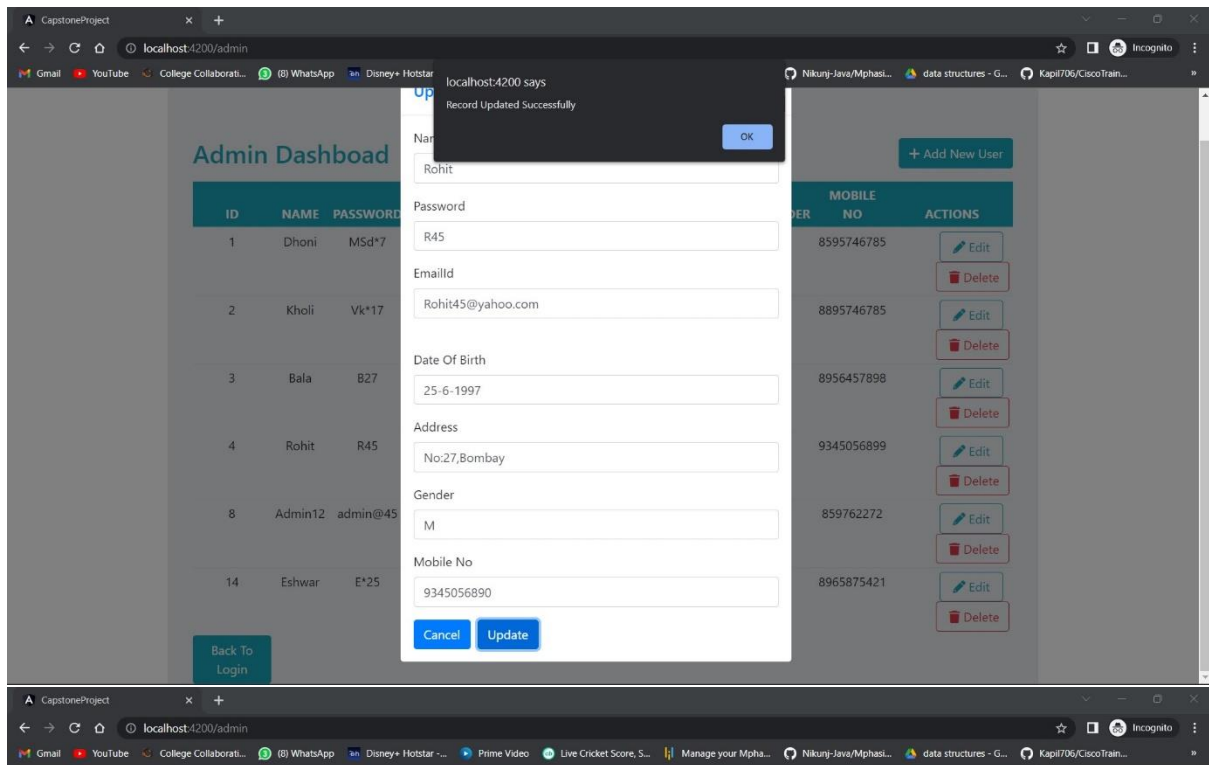 CapstoneProject
localhost:4200/admin
Incognito
Gmail YouTube College Collaborati... (8) WhatsApp Disney+ Hotstar Nikunj-Java/Mphasi... data structures - G... Kapil706/CiscoTrain... »
localhost:4200 says
Record Updated Successfully
OK
Up
Admin Dashboad
+ Add New User
ID NAME PASSWORD DER MOBILE NO ACTIONS
1 Dhoni MSd*7 8595746785 Edit
Delete
2 Kholi Vk*17 8895746785 Edit
Delete
3 Bala B27 8956457898 Edit
Delete
4 Rohit R45 9345056899 Edit
Delete
8 Admin12 admin@45 859762272 Edit
Delete
14 Eshwar E*25 8965875421 Edit
Delete
Back To
Login
Nar
Rohit
Password
R45
EmailId
Rohit45@yahoo.com
Date Of Birth
25-6-1997
Address
No:27,Bombay
Gender
M
Mobile No
9345056890
Cancel Update
CapstoneProject
localhost:4200/admin
Incognito
Gmail YouTube College Collaborati... (8) WhatsApp Disney+ Hotstar -... Prime Video Live Cricket Score, S... Manage your Mpha... Nikunj-Java/Mphasi... data structures - G... Kapil706/CiscoTrain... »